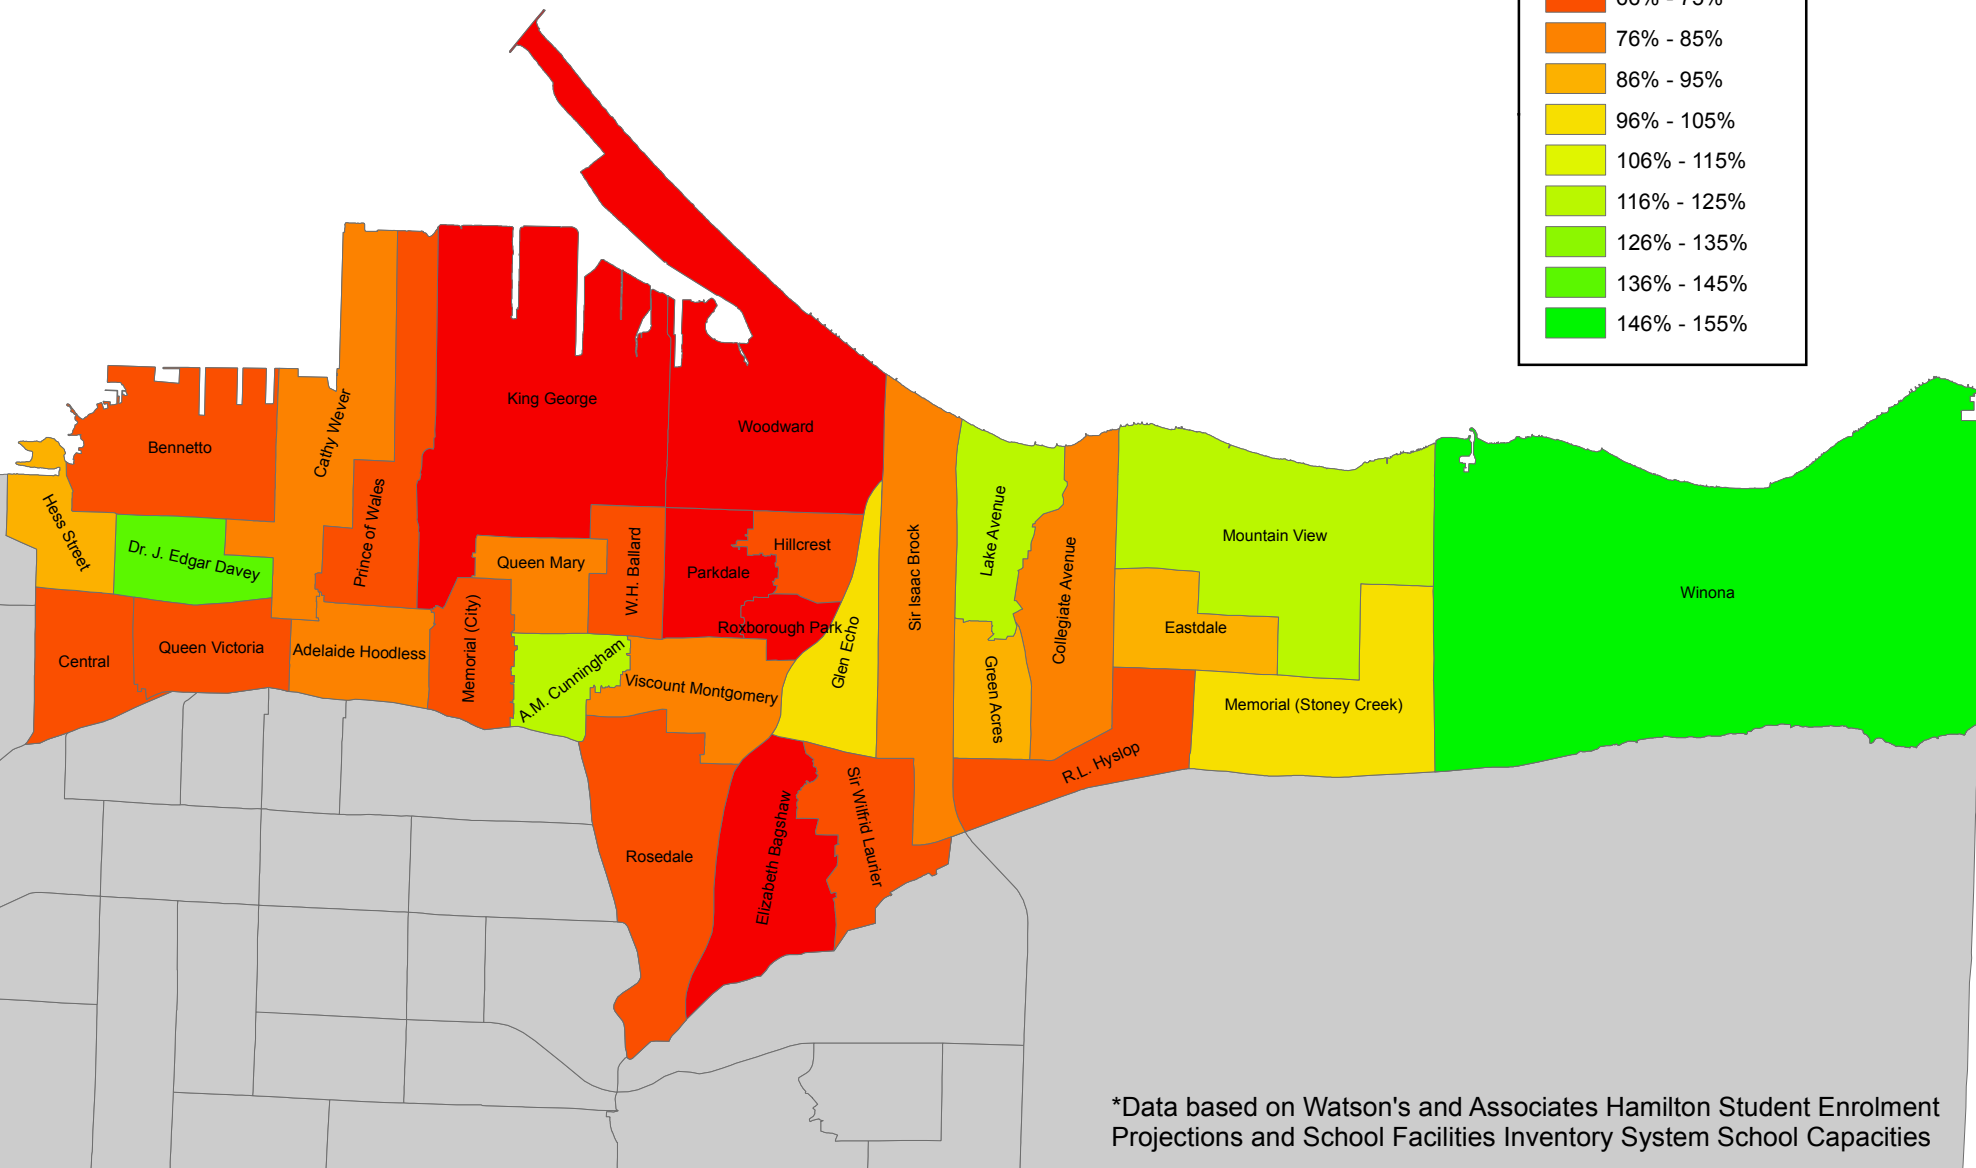 76% - 85%
86% - 95%
96% - 105%
106% - 115%
116% - 125%
126% - 135%
136% - 145%
146% - 155%
King George
Woodward
Cathy Wever
Bennetto
Hess Street
Prince of Wales
Dr. J. Edgar Davey
Queen Mary
W.H. Ballard
Parkdale
Hillcrest
Roxborough Park
Glen Echo
Sir Isaac Brock
Lake Avenue
Collegiate Avenue
Mountain View
Winona
Eastdale
Green Acres
Memorial (Stoney Creek)
Central
Queen Victoria
Adelaide Hoodless
Memorial (City)
A.M. Cunningham
Viscount Montgomery
R.L. Hyslop
Rosedale
Elizabeth Bagshaw
Sir Wilfrid Laurier
*Data based on Watson's and Associates Hamilton Student Enrolment
Projections and School Facilities Inventory System School Capacities